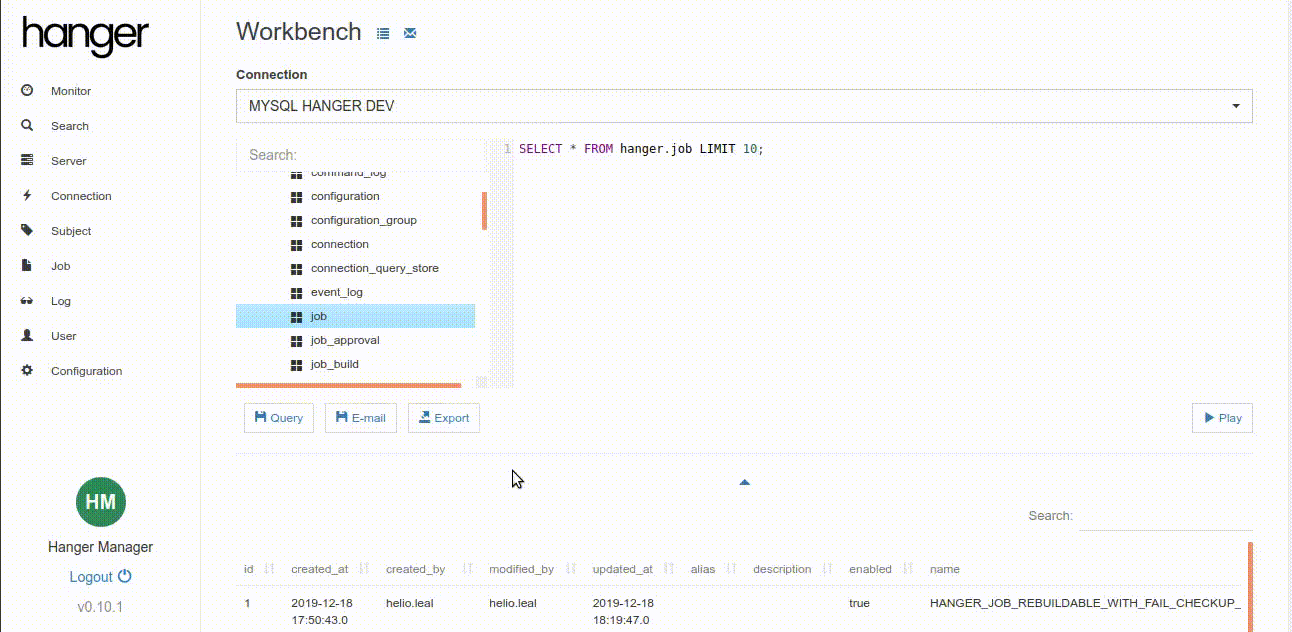 hanger
Monitor
Search
Server
Connection
Subject
Job
Log
User
Configuration
HM
Hanger Manager
Logout
v0.10.1
Workbench
Connection
MYSQL HANGER DEV
Search:
command_log
configuration
configuration_group
connection
connection_query_store
event_log
job
job_approval
job_build
1 SELECT * FROM hanger.job LIMIT 10;
Query E-mail Export Play
Search:
id created_at created_by modified_by updated_at alias description enabled name
1 2019-12-18 helio.leal helio.leal 2019-12-18 true HANGER_JOB_REBUILDABLE_WITH_FAIL_CHECKUP_
17:50:43.0 18:19:47.0